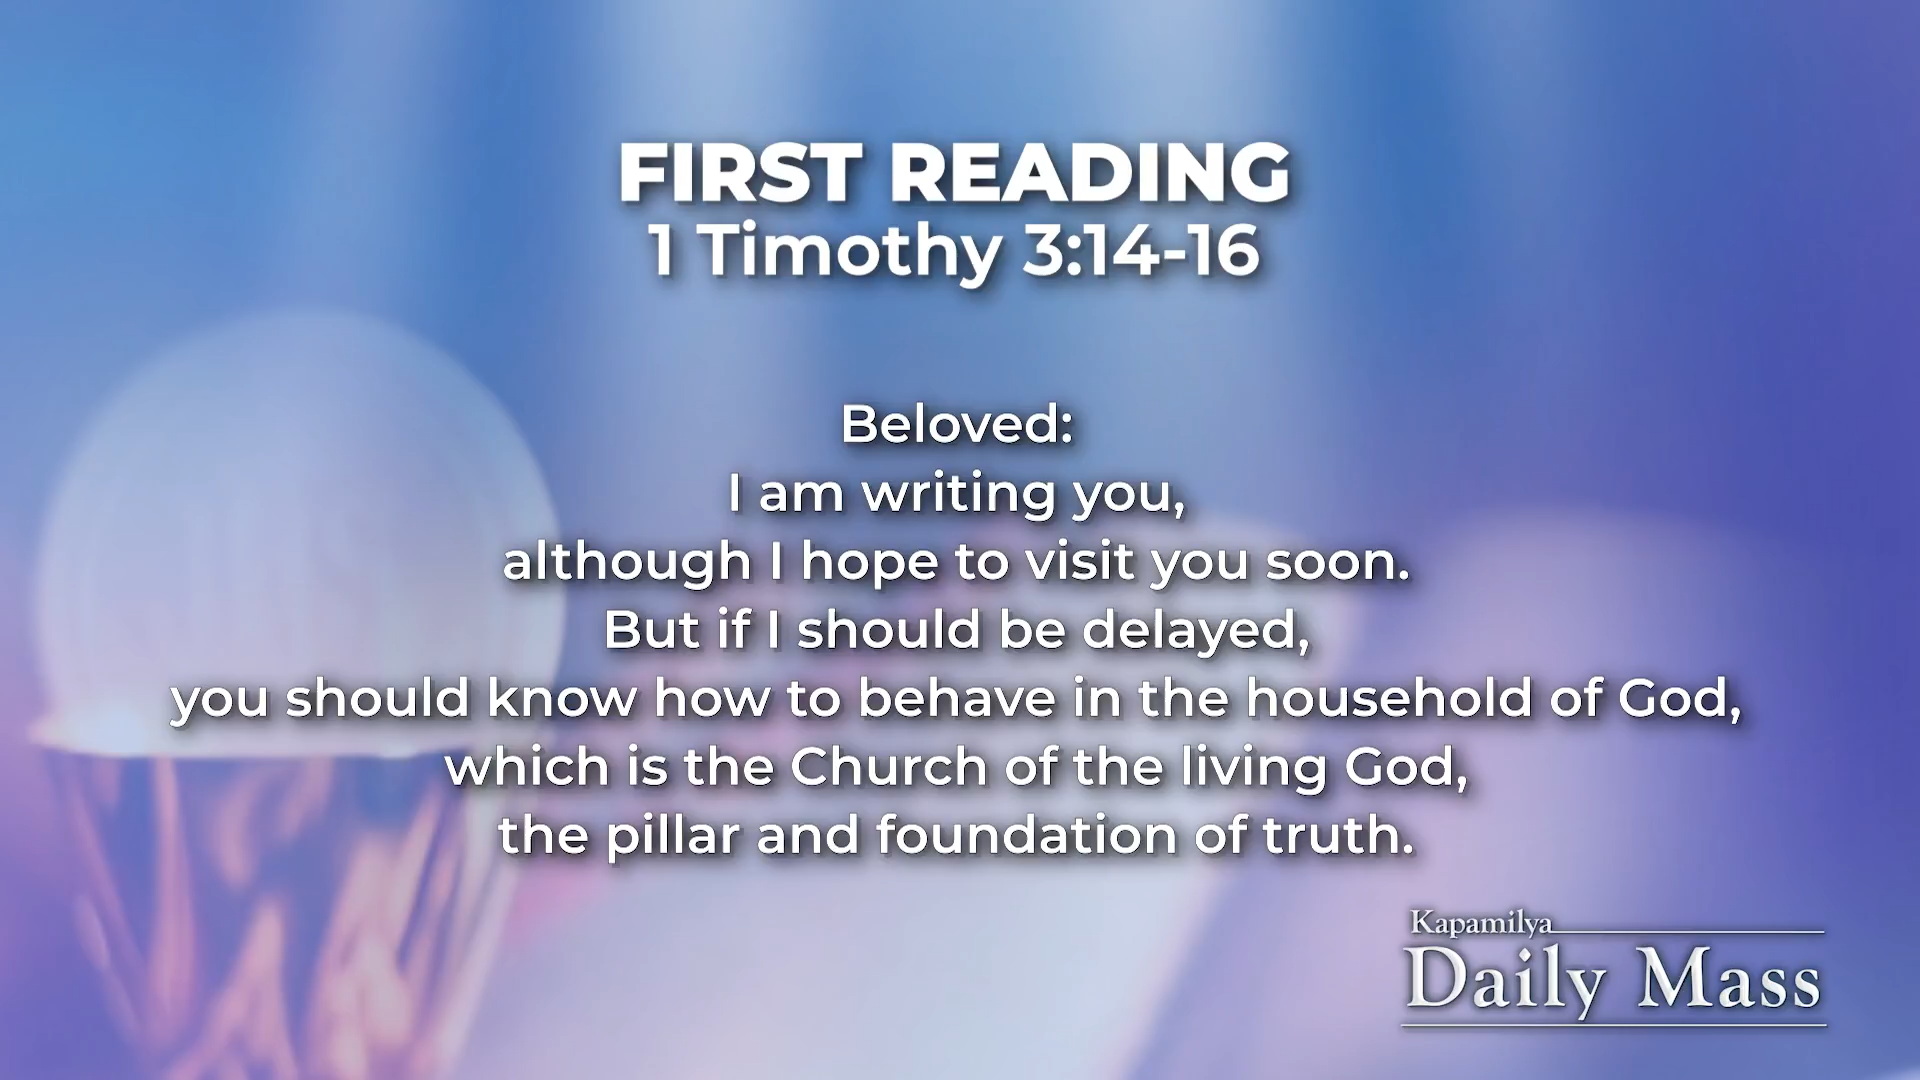 FIRST READING
1 Timothy 3:14-16
Beloved:
I am writing you,
although I hope to visit you soon.
But if I should be delayed,
you should know how to behave in the household of God,
which is the Church of the living God,
the pillar and foundation of truth.
Kapamilya
Daily Mass